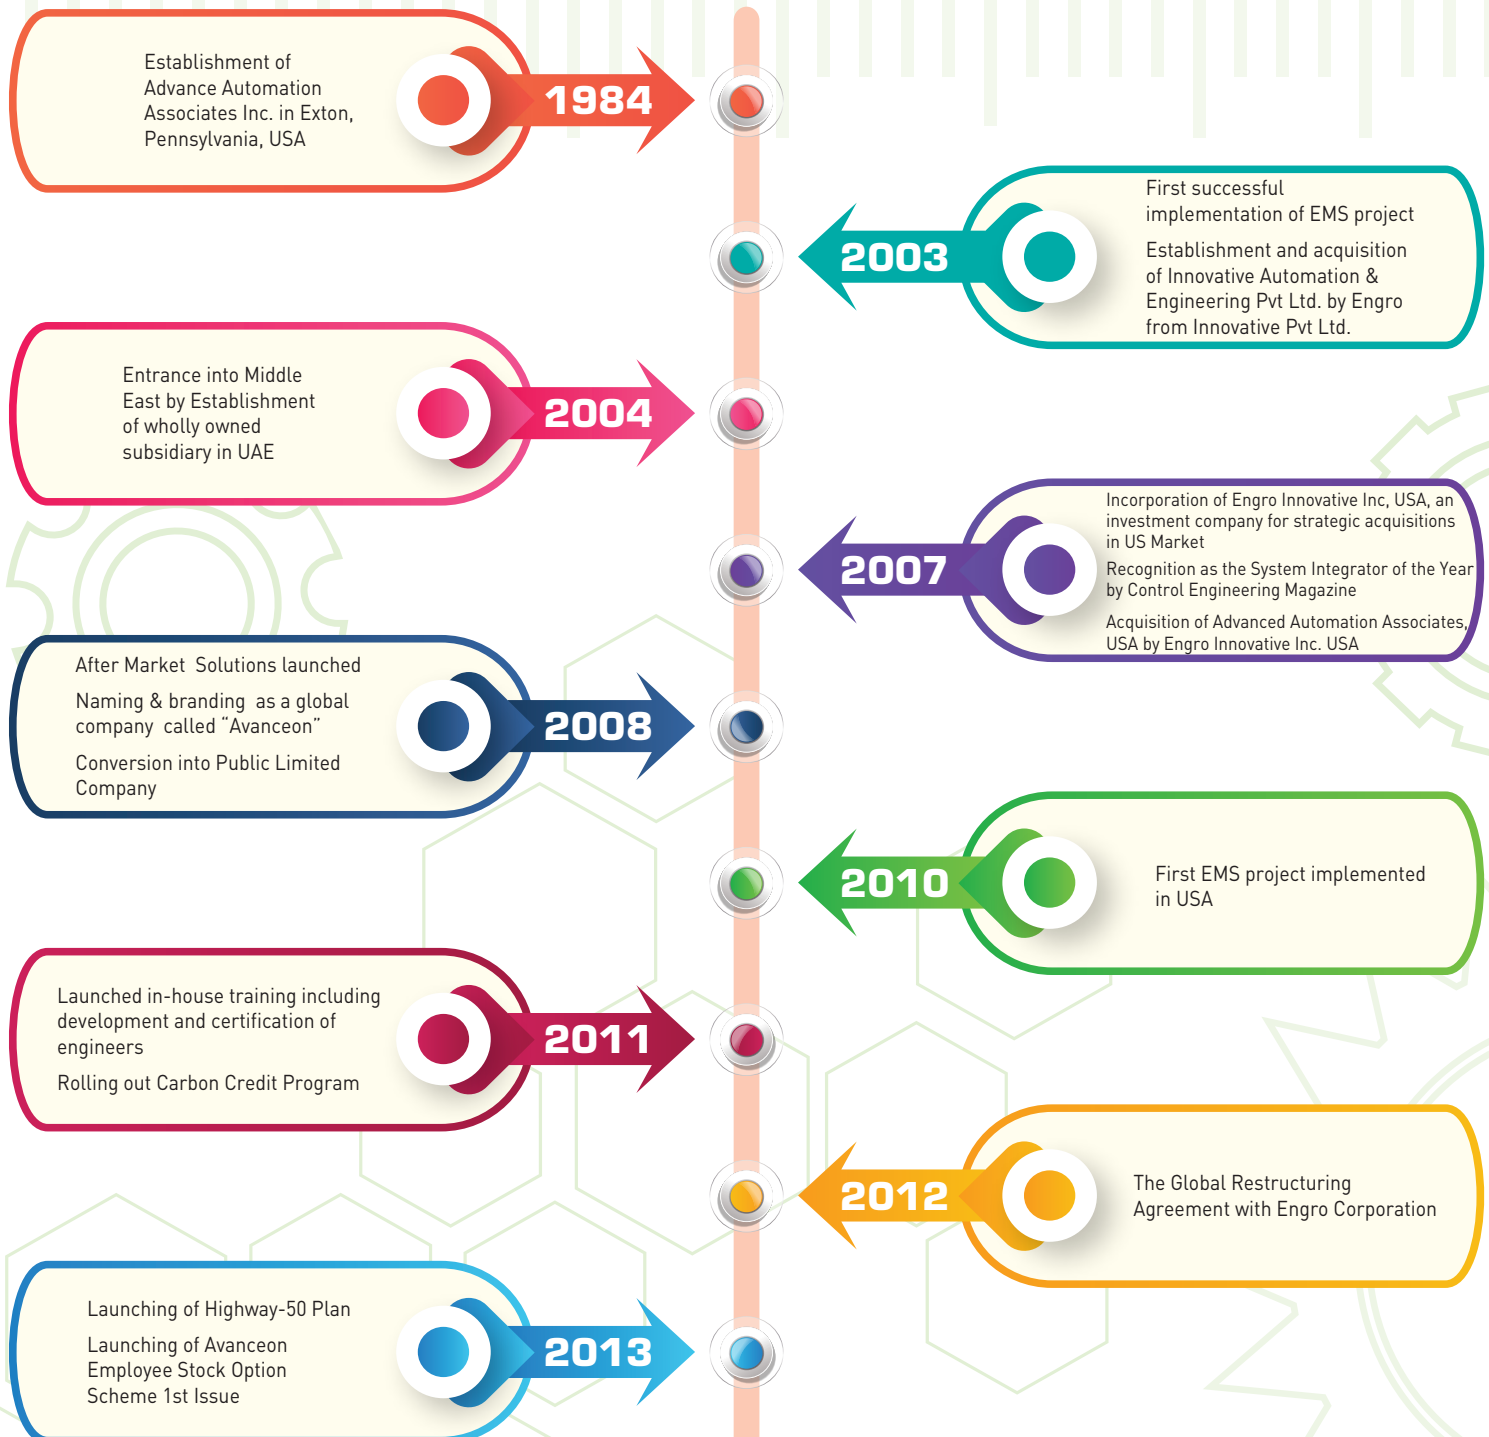 Establishment of
Advance Automation
Associates Inc. in Exton,
Pennsylvania, USA
1984
2003
First successful
implementation of EMS project
Establishment and acquisition
of Innovative Automation &
Engineering Pvt Ltd. by Engro
from Innovative Pvt Ltd.
Entrance into Middle
East by Establishment
of wholly owned
subsidiary in UAE
2004
2007
Incorporation of Engro Innovative Inc, USA, an
investment company for strategic acquisitions
in US Market
Recognition as the System Integrator of the Year
by Control Engineering Magazine
Acquisition of Advanced Automation Associates,
USA by Engro Innovative Inc. USA
After Market Solutions launched
Naming & branding as a global
company called “Avanceon”
Conversion into Public Limited
Company
2008
2010
First EMS project implemented
in USA
Launched in-house training including
development and certification of
engineers
Rolling out Carbon Credit Program
2011
2012
The Global Restructuring
Agreement with Engro Corporation
Launching of Highway-50 Plan
Launching of Avanceon
Employee Stock Option
Scheme 1st Issue
2013